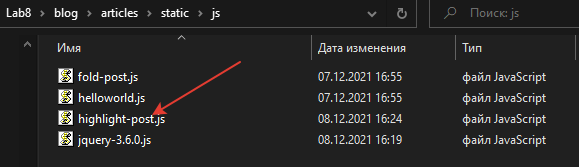 Lab8 > blog > articles > static > js
Поиск: js
Имя Дата изменения Тип
fold-post.js 07.12.2021 16:55 файл JavaScript
helloworld.js 07.12.2021 16:55 файл JavaScript
highlight-post.js 08.12.2021 16:24 файл JavaScript
jquery-3.6.0.js 08.12.2021 16:19 файл JavaScript